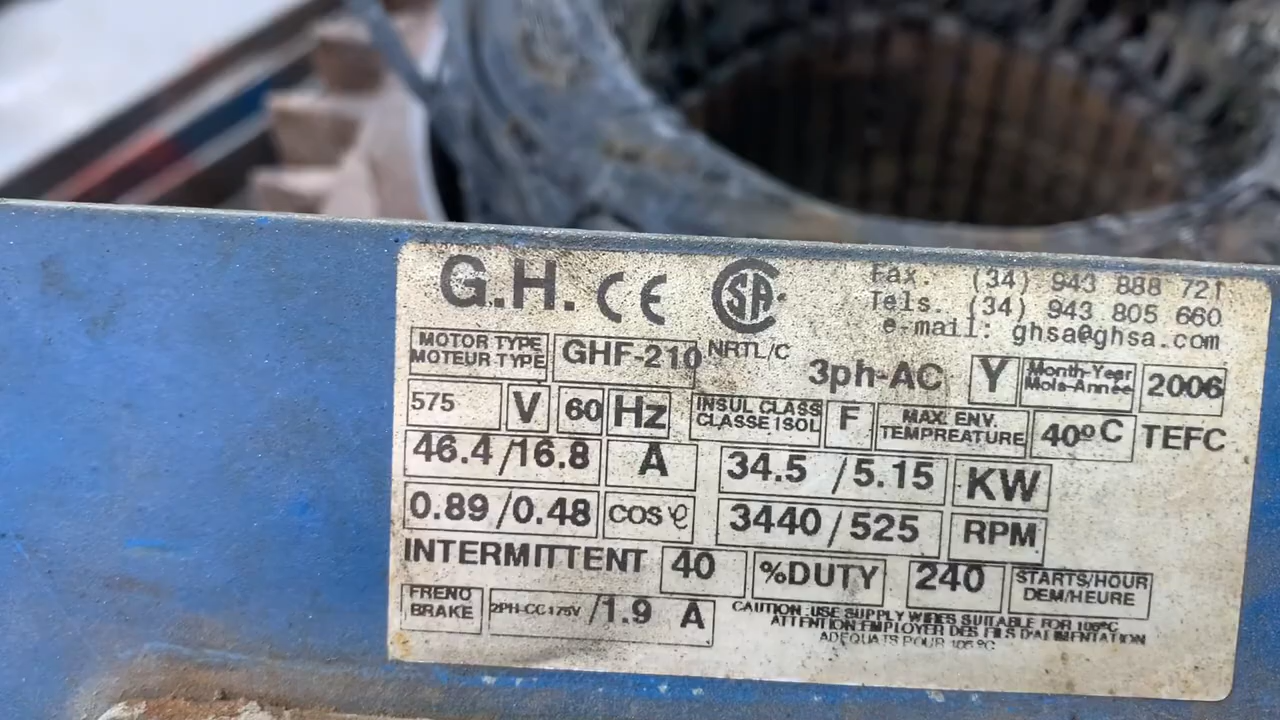 G.H. CE CSA
NRTL/C
Fax. (34) 943 888 721
Tels. (34) 943 805 660
e-mail: ghsa@ghsa.com
MOTOR TYPE
MOTEUR TYPE
GHF-210
3ph-AC Y
Month-Year
Mois-Année
2006
575 V 60 Hz
INSUL CLASS
CLASSE ISOL
F
MAX. ENV.
TEMPREATURE
40ºC TEFC
46.4/16.8 A 34.5 /5.15 KW
0.89/0.48 cos φ 3440/525 RPM
INTERMITTENT 40 %DUTY 240
STARTS/HOUR
DEM/HEURE
FRENO
BRAKE
2PH-CC175V /1.9 A
CAUTION :USE SUPPLY WIRES SUITABLE FOR 105ºC
ATTENTION:EMPLOYER DES FILS D'ALIMENTATION
ADEQUATS POUR 105ºC